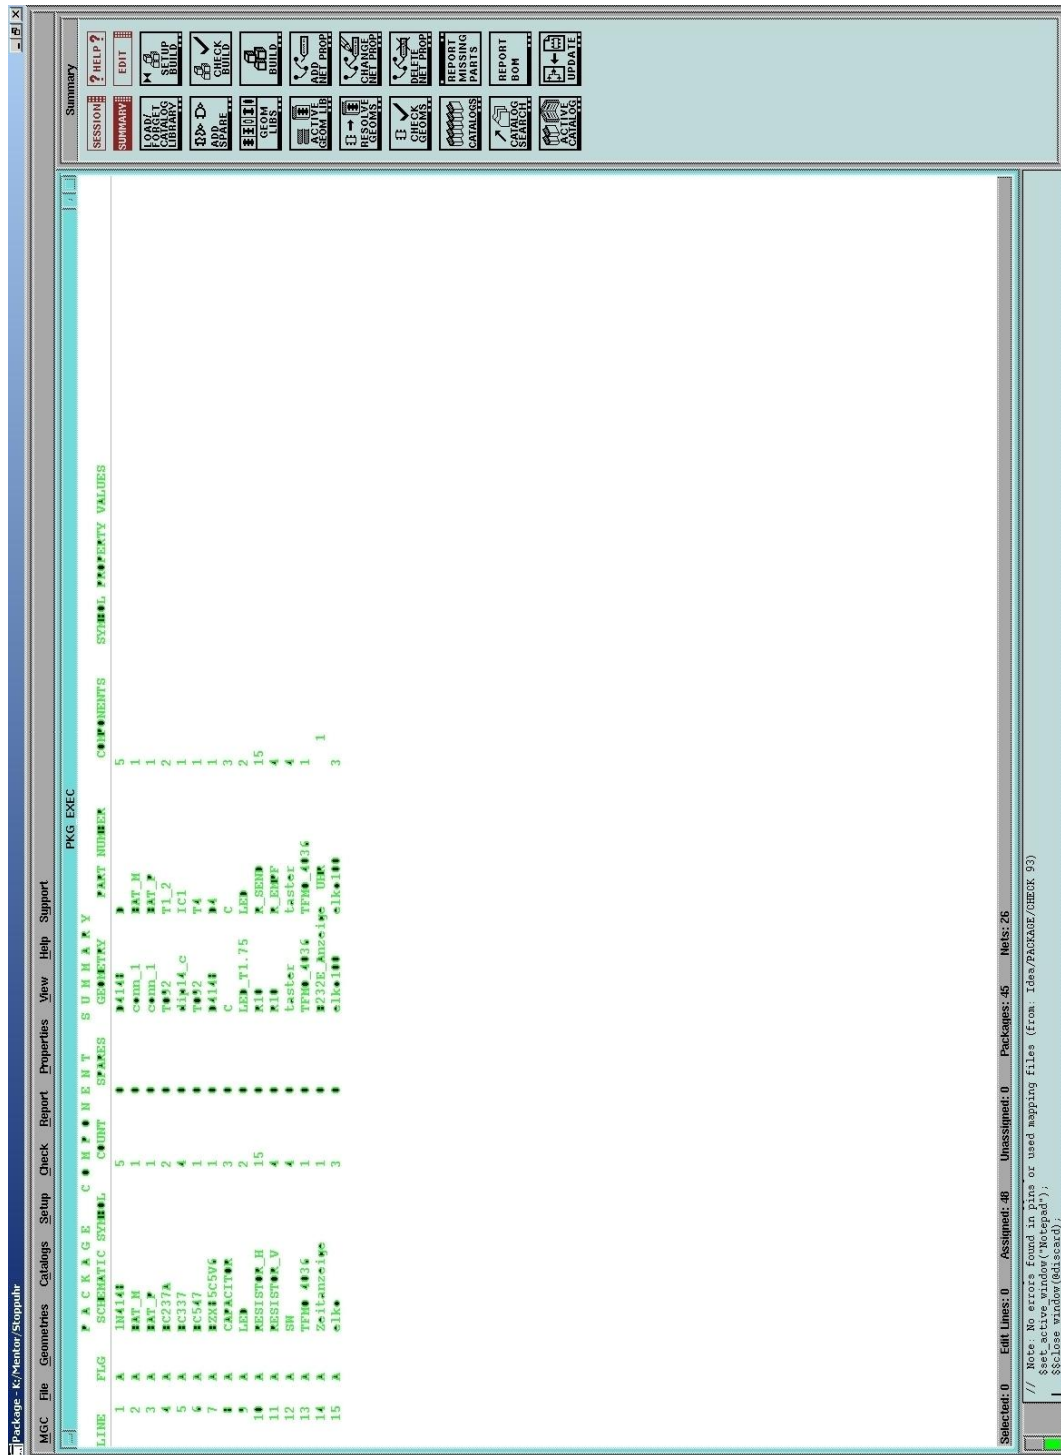 Package - K:/Mentor/Stoppuhr
MGC File Geometries Catalogs Setup Check Report Properties View Help Support
PKG EXEC
PACKAGE COMPONENT SUMMARY
LINE FLG SCHEMATIC SYMBOL COUNT SPARES GEOMETRY PART NUMBER COMPONENTS SYMBOL PROPERTY VALUES
1 A 1N4148 5 0 D4148 D 5
2 A BAT_M 1 0 conn_1 BAT_M 1
3 A BAT_P 1 0 conn_1 BAT_P 1
4 A BC237A 2 0 TO92 T1_2 2
5 A BC337 4 0 dip14_c IC1 1
6 A BC547 1 0 TO92 T4 1
7 A BZX85C5V6 1 0 D4148 D4 1
8 A CAPACITOR 3 0 C C 3
9 A LED 2 0 LED_T1.75 LED 2
10 A RESISTOR_H 15 0 R10 R_SEND 15
11 A RESISTOR_V 4 0 R10 R_EMPF 4
12 A SW 4 0 taster taster 4
13 A TFMO 4036 1 0 TFMO_4036 TFMO_4036 1
14 A Zeitanzeige 1 0 UHR 1
15 A elko 3 0 elko100 elko100 3
Selected: 0 Edit Lines: 0 Assigned: 48 Unassigned: 0 Packages: 45 Nets: 26
// Note: No errors found in pins or used mapping files (from: Idea/PACKAGE/CHECK 93)
$set_active_window("Notepad");
$$close_window(@discard);
Summary
SESSION ? HELP ?
SUMMARY EDIT
LOAD/
FORGET
CATALOG
LIBRARY
SETUP
BUILD
ADD
SPARE
CHECK
BUILD
GEOM
LIBS
BUILD
ACTIVE
GEOM LIB
ADD
NET PROP
RESOLVE
GEOMS
CHANGE
NET PROP
CHECK
GEOMS
DELETE
NET PROP
CATALOGS
REPORT
MISSING
PARTS
CATALOG
SEARCH
REPORT
BOM
ACTIVE
CATALOG
UPDATE